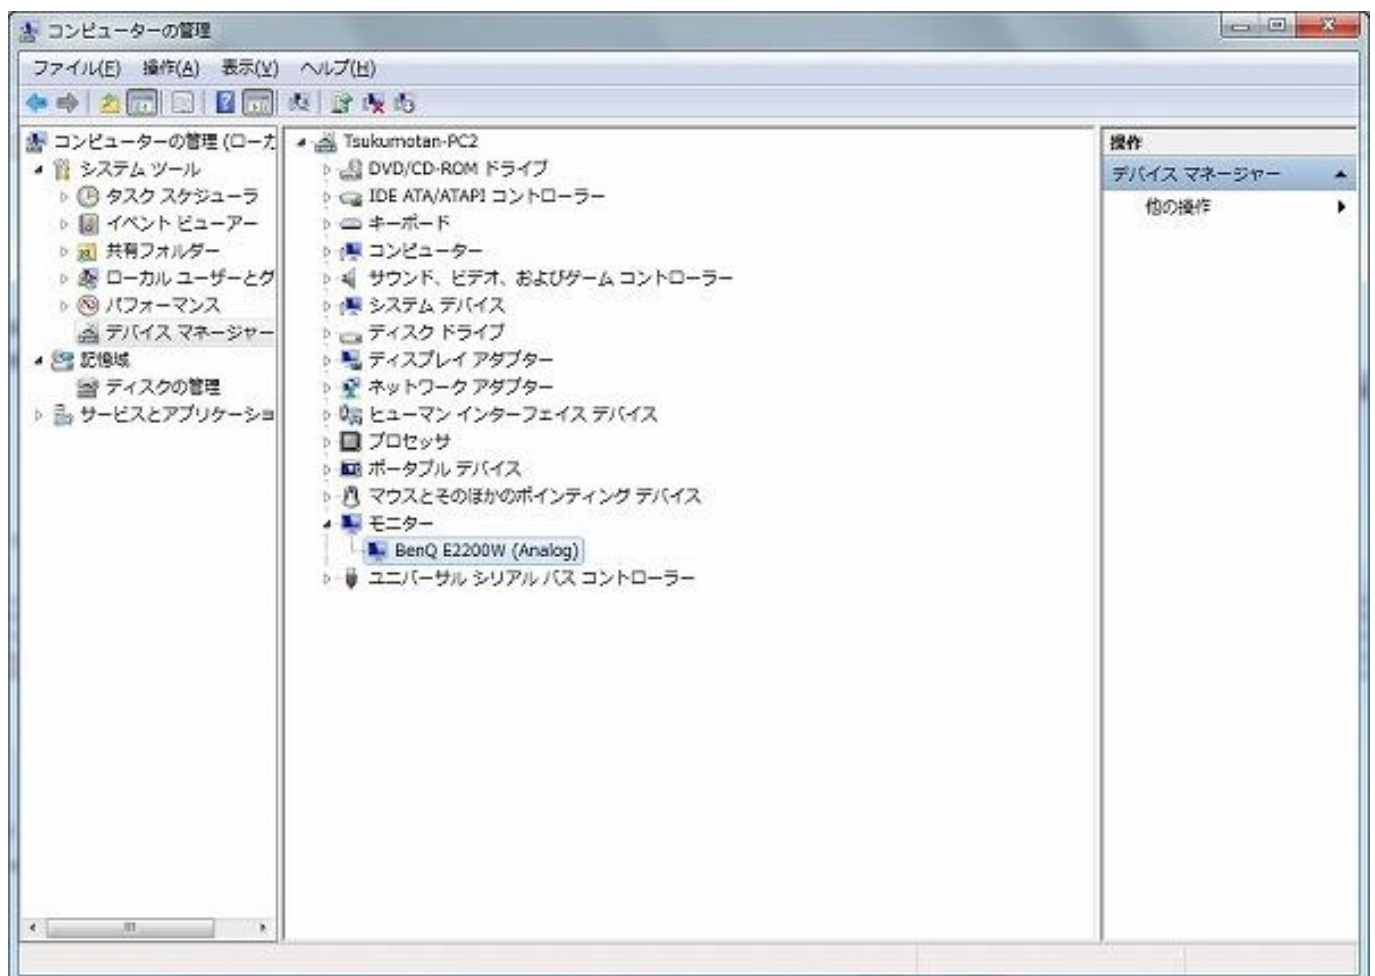 コンピューターの管理
ファイル(F) 操作(A) 表示(V) ヘルプ(H)
コンピューターの管理 (ローカ
システム ツール
タスク スケジューラ
イベント ビューアー
共有フォルダー
ローカル ユーザーとグ
パフォーマンス
デバイス マネージャー
記憶域
ディスクの管理
サービスとアプリケーショ
Tsukumotan-PC2
DVD/CD-ROM ドライブ
IDE ATA/ATAPI コントローラー
キーボード
コンピューター
サウンド、ビデオ、およびゲーム コントローラー
システム デバイス
ディスク ドライブ
ディスプレイ アダプター
ネットワーク アダプター
ヒューマン インターフェイス デバイス
プロセッサ
ポータブル デバイス
マウスとそのほかのポインティング デバイス
モニター
BenQ E2200W (Analog)
ユニバーサル シリアル バス コントローラー
操作
デバイス マネージャー
他の操作